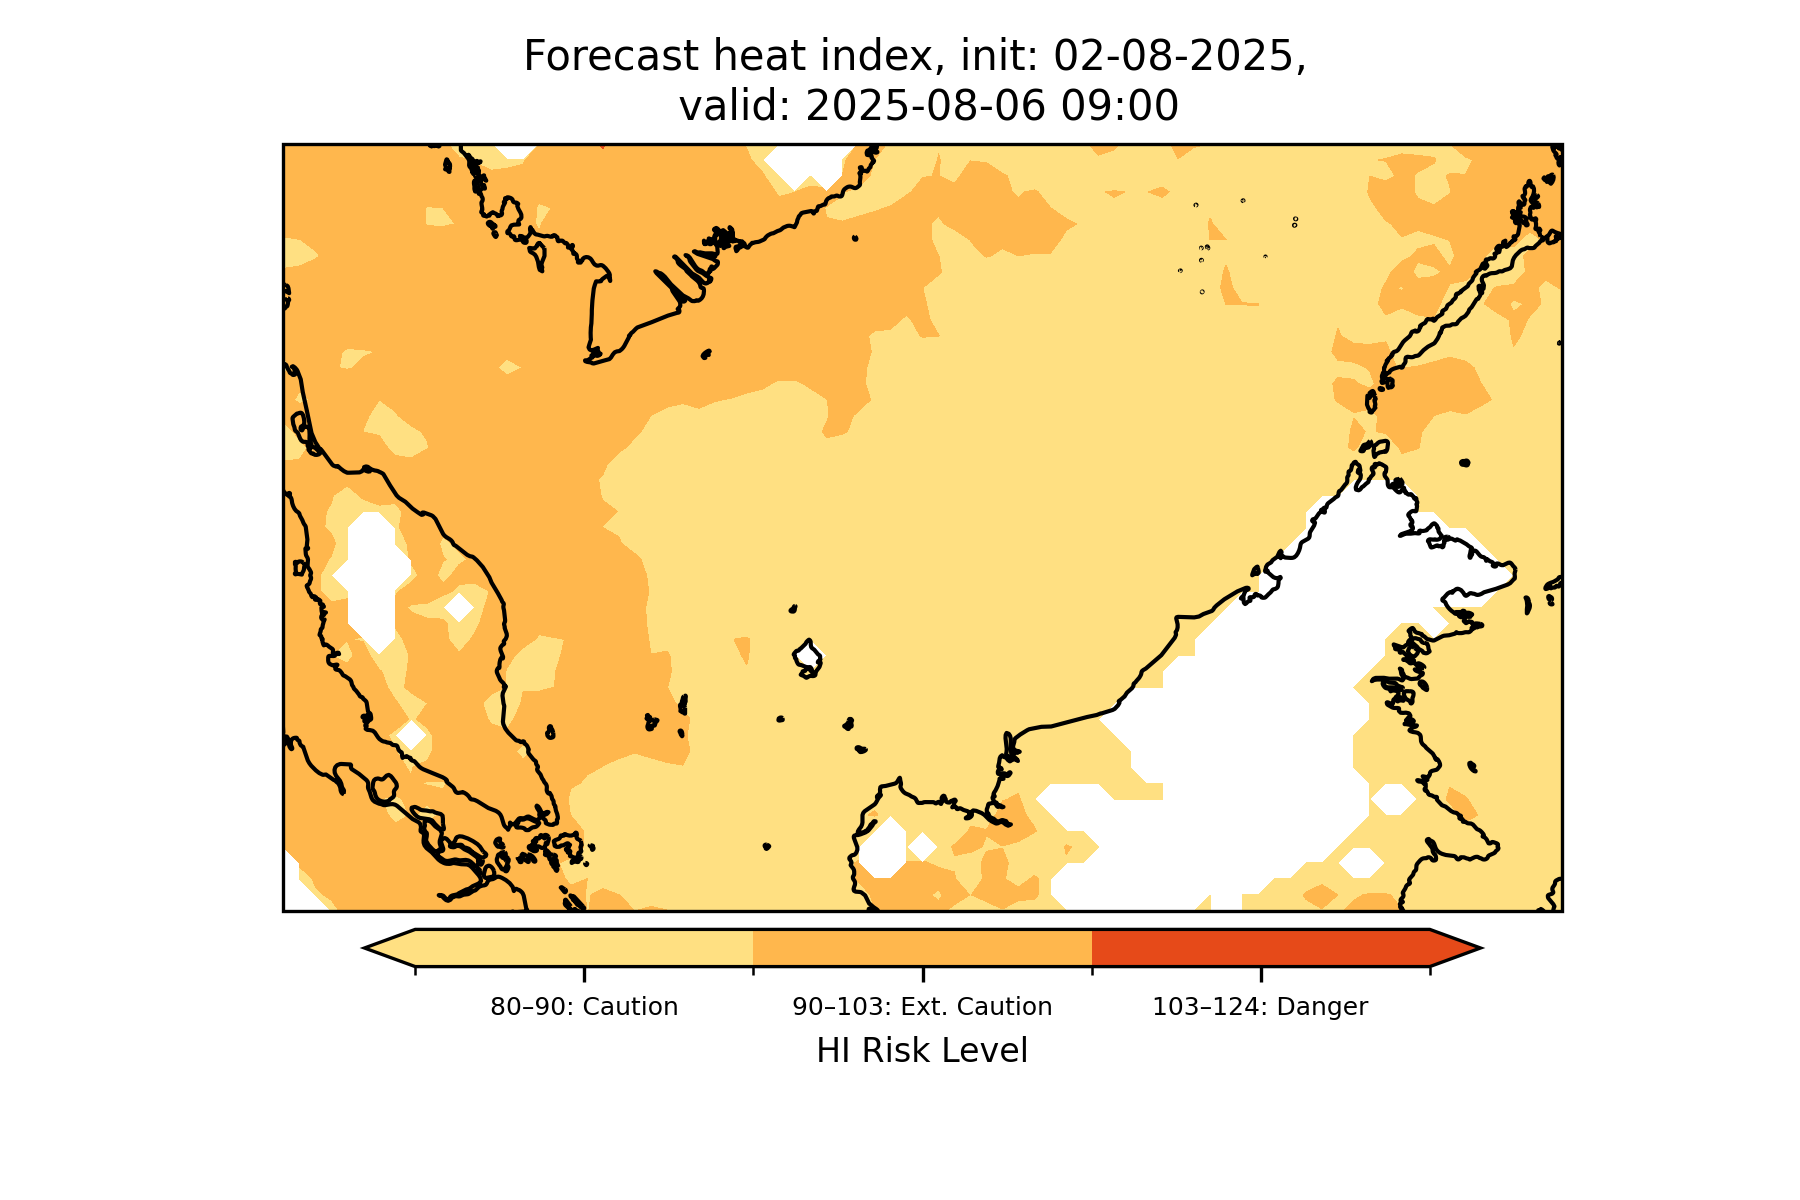 Forecast heat index, init: 02-08-2025,
valid: 2025-08-06 09:00
80–90: Caution
90–103: Ext. Caution
103–124: Danger
HI Risk Level